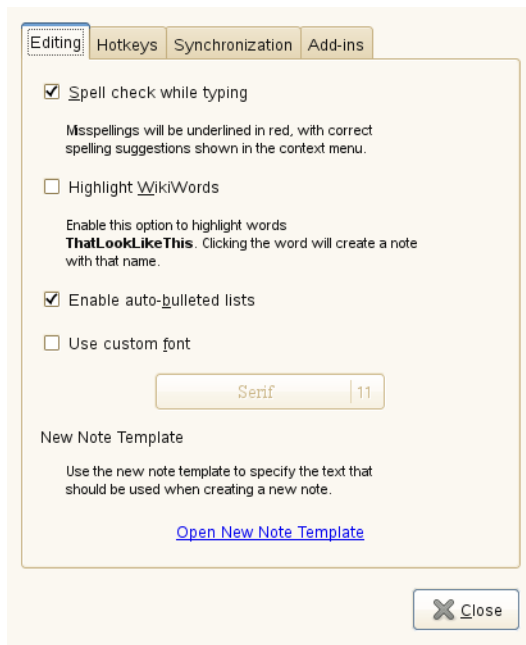 Editing Hotkeys Synchronization Add-ins
Spell check while typing
Misspellings will be underlined in red, with correct
spelling suggestions shown in the context menu.
Highlight WikiWords
Enable this option to highlight words
ThatLookLikeThis. Clicking the word will create a note
with that name.
Enable auto-bulleted lists
Use custom font
Serif 11
New Note Template
Use the new note template to specify the text that
should be used when creating a new note.
Open New Note Template
Close